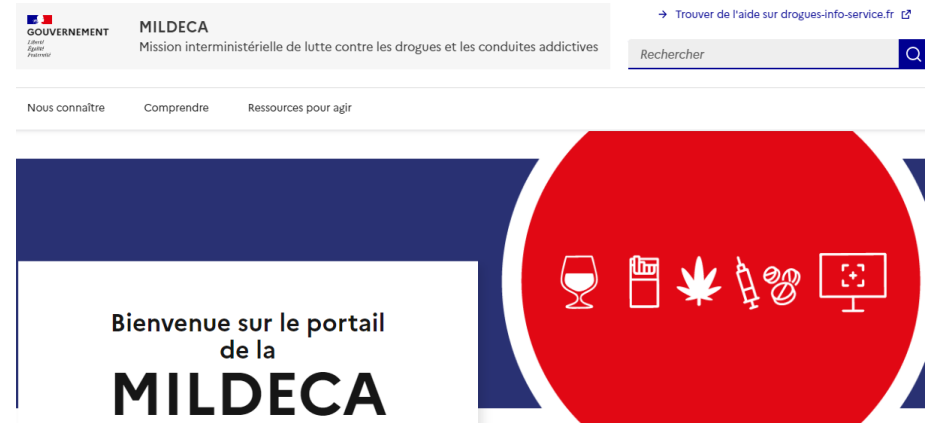 GOUVERNEMENT
Liberté
Égalité
Fraternité
MILDECA
Mission interministérielle de lutte contre les drogues et les conduites addictives
Trouver de l'aide sur drogues-info-service.fr
Rechercher
Nous connaître
Comprendre
Ressources pour agir
Bienvenue sur le portail
de la
MILDECA